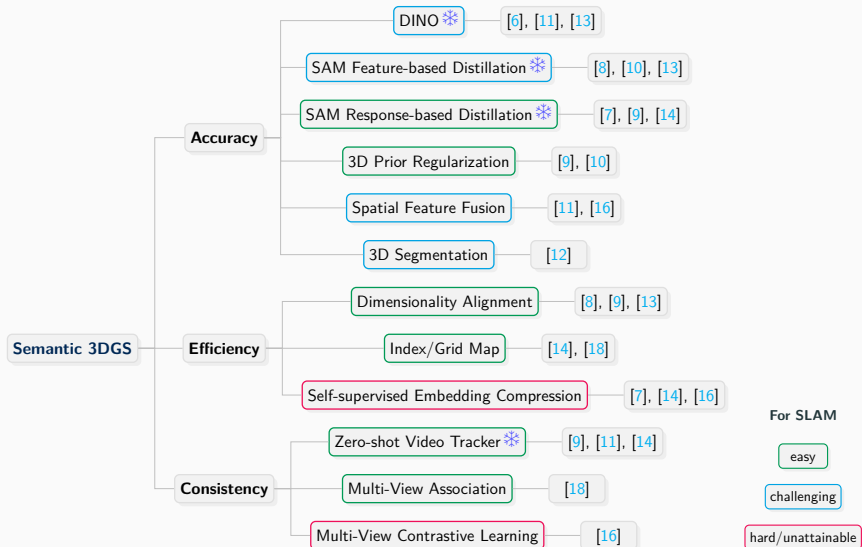 DINO [6], [11], [13]
SAM Feature-based Distillation [8], [10], [13]
SAM Response-based Distillation [7], [9], [14]
Accuracy
3D Prior Regularization [9], [10]
Spatial Feature Fusion [11], [16]
3D Segmentation [12]
Dimensionality Alignment [8], [9], [13]
Semantic 3DGS Efficiency Index/Grid Map [14], [18]
Self-supervised Embedding Compression [7], [14], [16]
For SLAM
Zero-shot Video Tracker [9], [11], [14]
easy
Consistency Multi-View Association [18]
challenging
Multi-View Contrastive Learning [16]
hard/unattainable